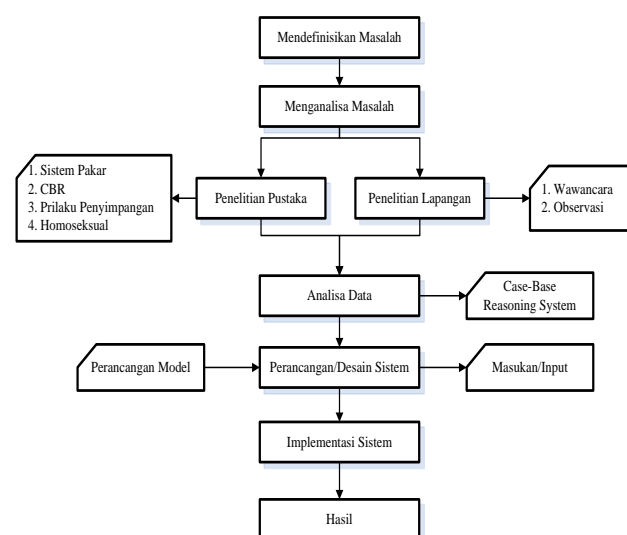 Mendefinisikan Masalah
Menganalisa Masalah
1. Sistem Pakar
2. CBR
3. Prilaku Penyimpangan
4. Homoseksual
Penelitian Pustaka
Penelitian Lapangan
1. Wawancara
2. Observasi
Analisa Data
Case-Base
Reasoning System
Perancangan Model
Perancangan/Desain Sistem
Masukan/Input
Implementasi Sistem
Hasil